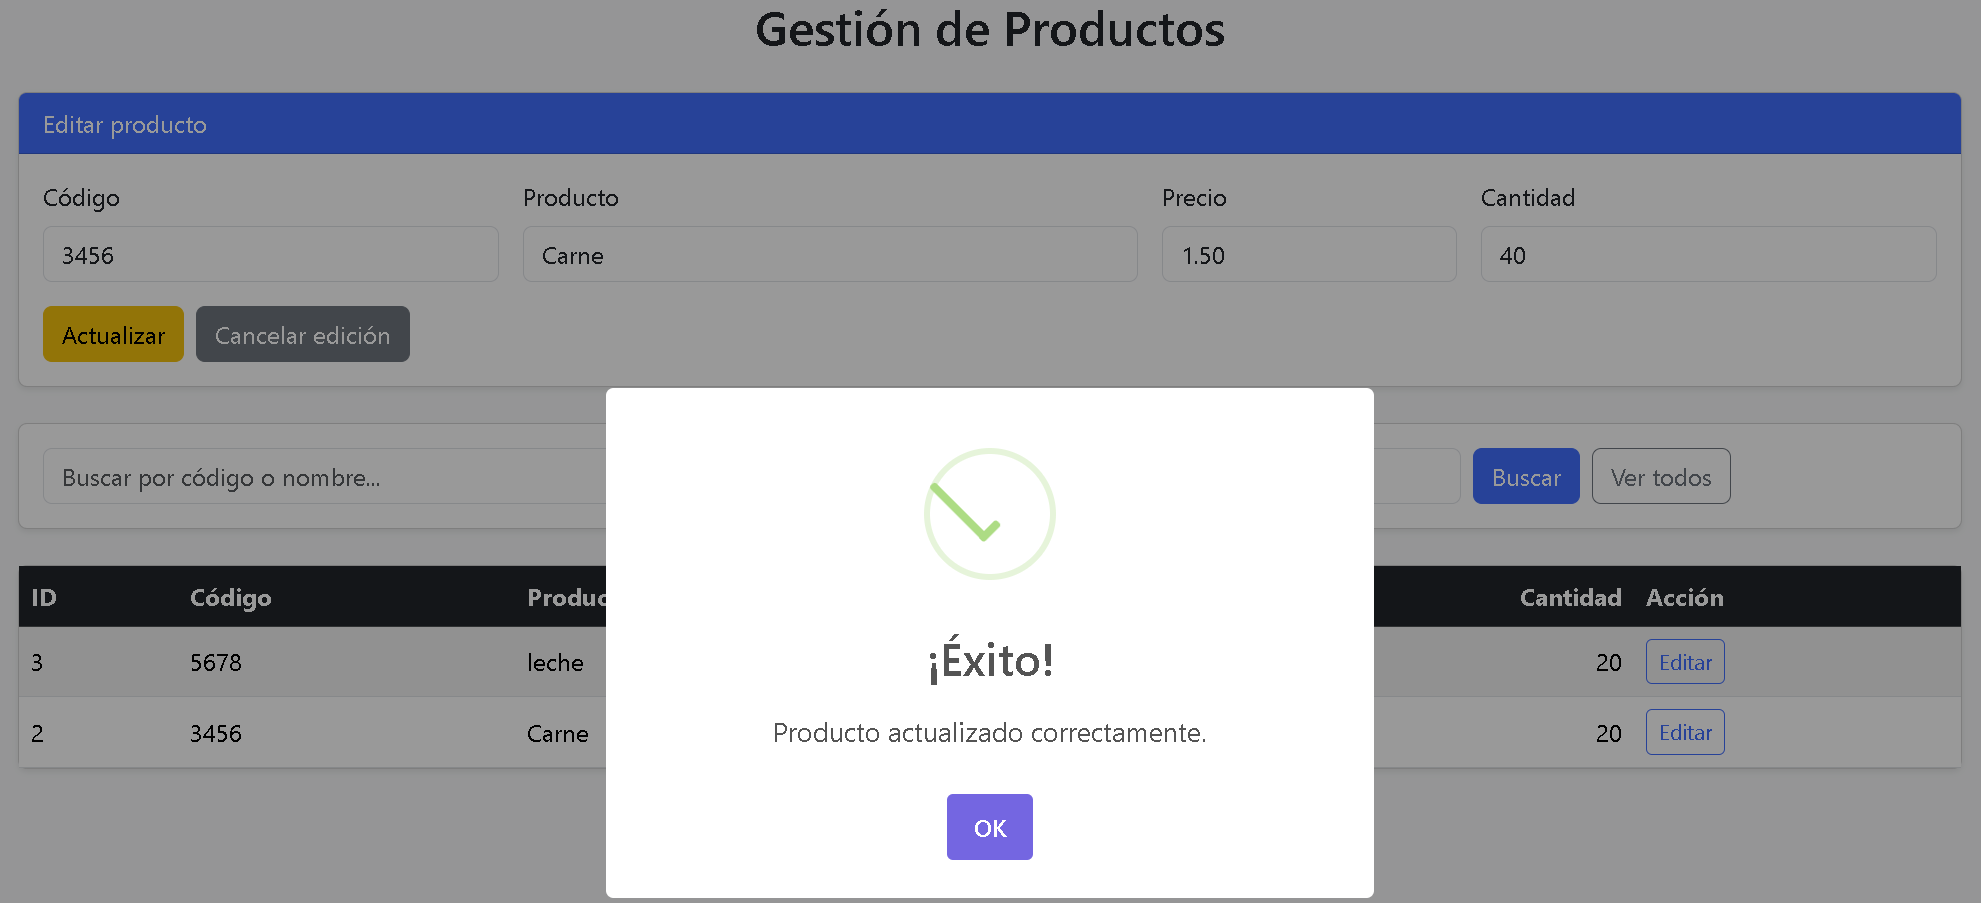 Gestión de Productos
Editar producto
Código Producto Precio Cantidad
3456 Carne 1.50 40
Actualizar Cancelar edición
Buscar por código o nombre... Buscar Ver todos
¡Éxito!
Producto actualizado correctamente.
OK
ID Código Produc Cantidad Acción
3 5678 leche 20 Editar
2 3456 Carne 20 Editar